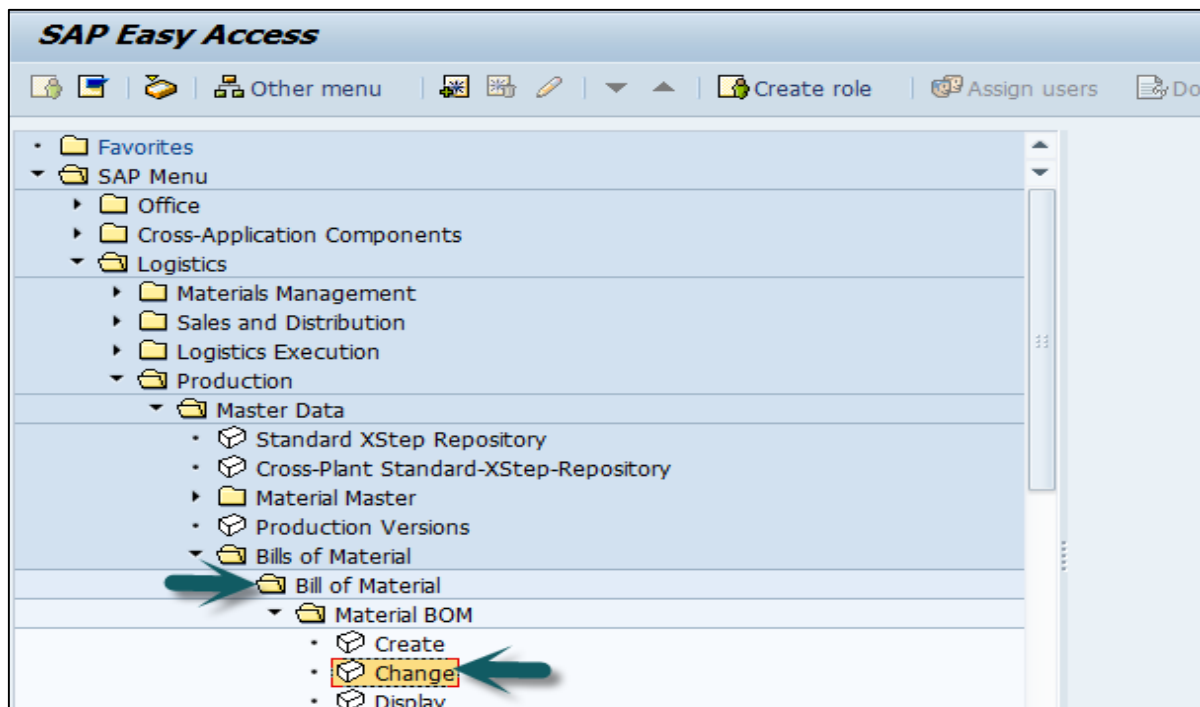 SAP Easy Access
Other menu Create role Assign users Do
Favorites
SAP Menu
Office
Cross-Application Components
Logistics
Materials Management
Sales and Distribution
Logistics Execution
Production
Master Data
Standard XStep Repository
Cross-Plant Standard-XStep-Repository
Material Master
Production Versions
Bills of Material
Bill of Material
Material BOM
Create
Change
Display